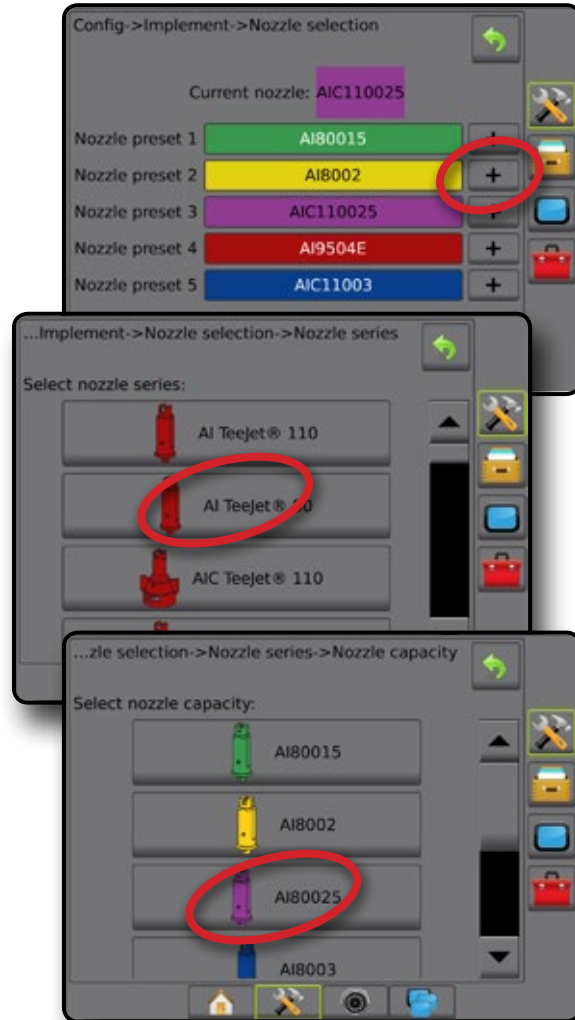 Config->Implement->Nozzle selection
Current nozzle: AIC110025
Nozzle preset 1 AI80015 +
Nozzle preset 2 AI8002 +
Nozzle preset 3 AIC110025 +
Nozzle preset 4 AI9504E +
Nozzle preset 5 AIC11003 +
...Implement->Nozzle selection->Nozzle series
Select nozzle series:
AI TeeJet® 110
AI TeeJet® 80
AIC TeeJet® 110
...zle selection->Nozzle series->Nozzle capacity
Select nozzle capacity:
AI80015
AI8002
AI80025
AI8003